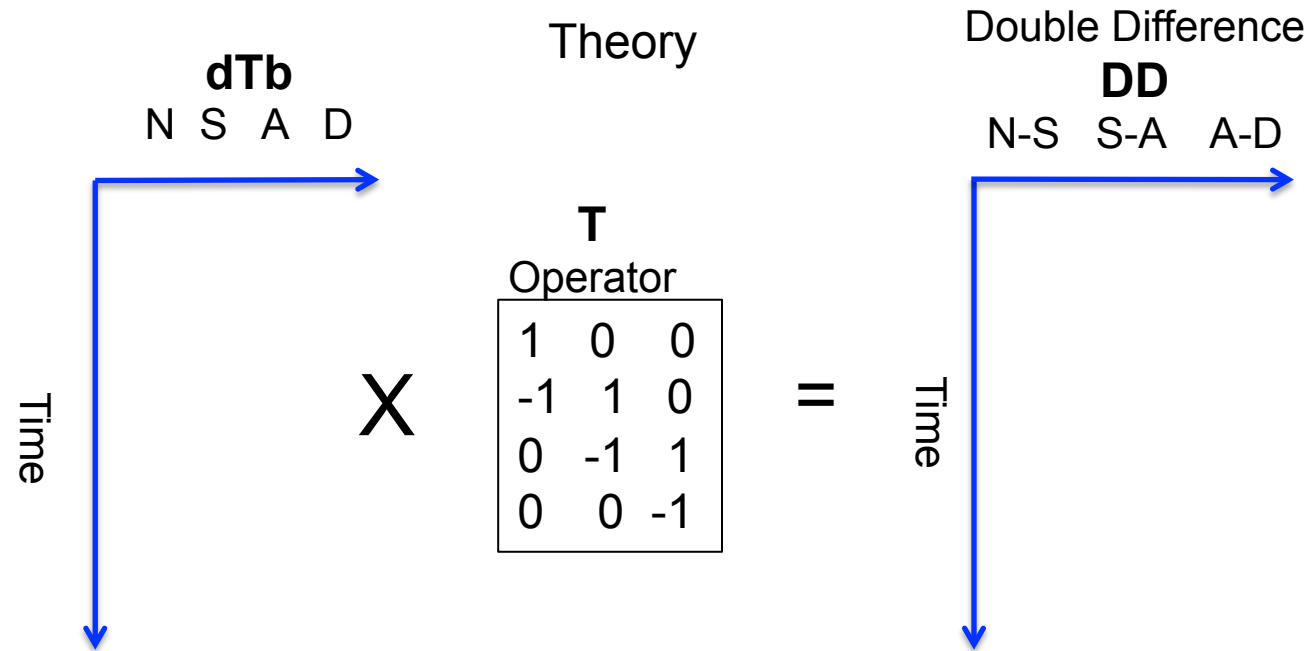 Theory
dTb
N S A D
Double Difference
DD
N-S S-A A-D
T
Operator
1 0 0
-1 1 0
0 -1 1
0 0 -1
Time
X
=
Time